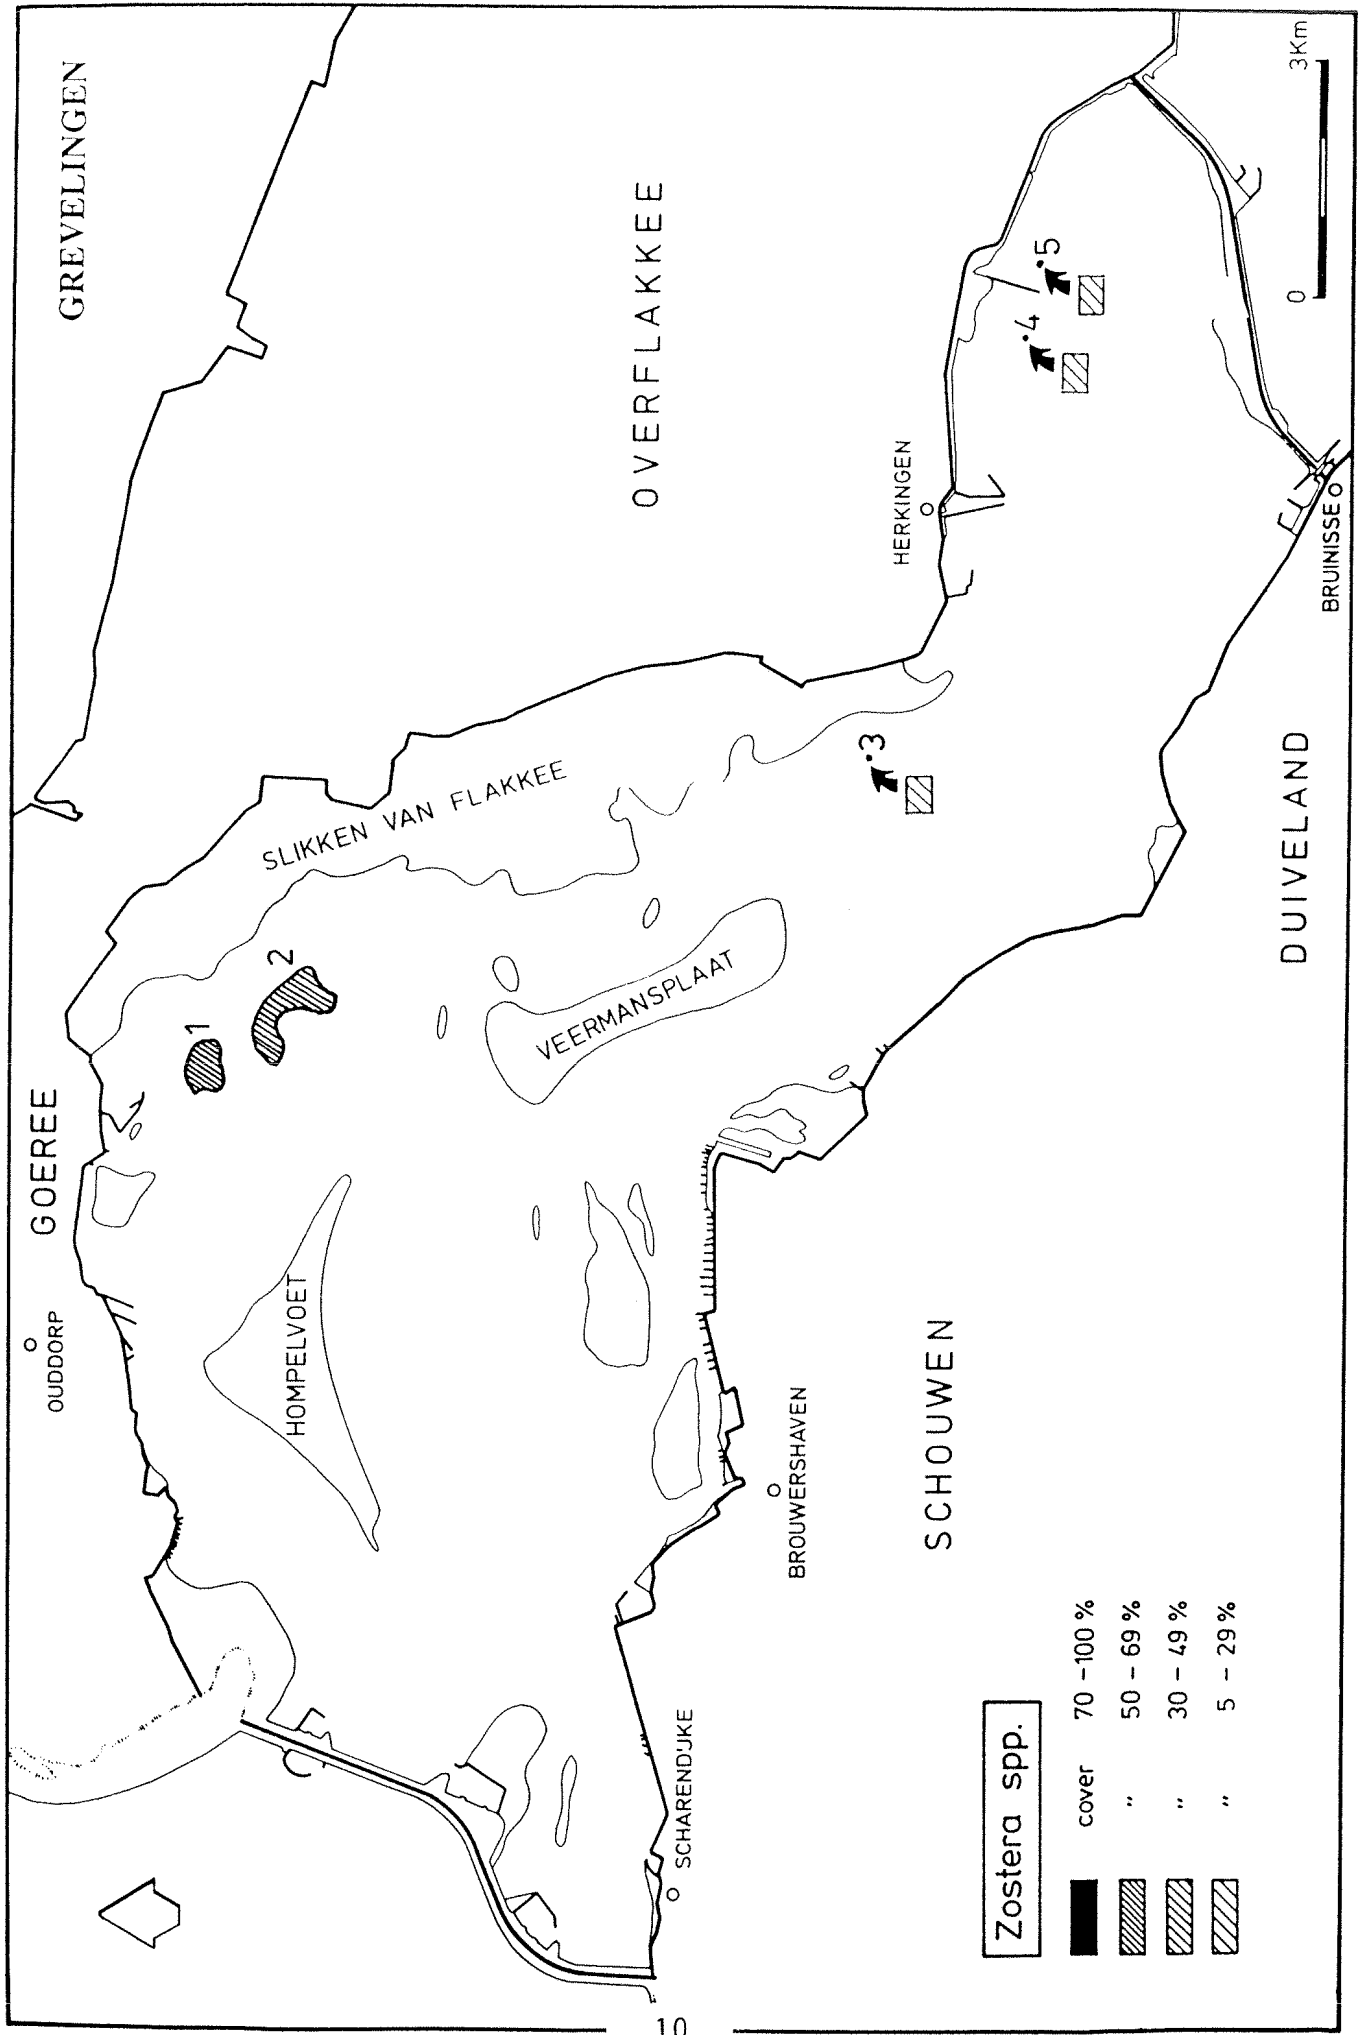 GREVELINGEN
GOEREE
OUDDORP
OVERFLAKKEE
SLIKKEN VAN FLAKKEE
1
2
HOMPELVOET
VEERMANSPLAAT
HERKINGEN
3
4
5
SCHARENDIJKE
BROUWERSHAVEN
SCHOUWEN
DUIVELAND
BRUINISSE
0 3Km
Zostera spp.
cover 70 - 100 %
" 50 - 69 %
" 30 - 49 %
" 5 - 29 %
10